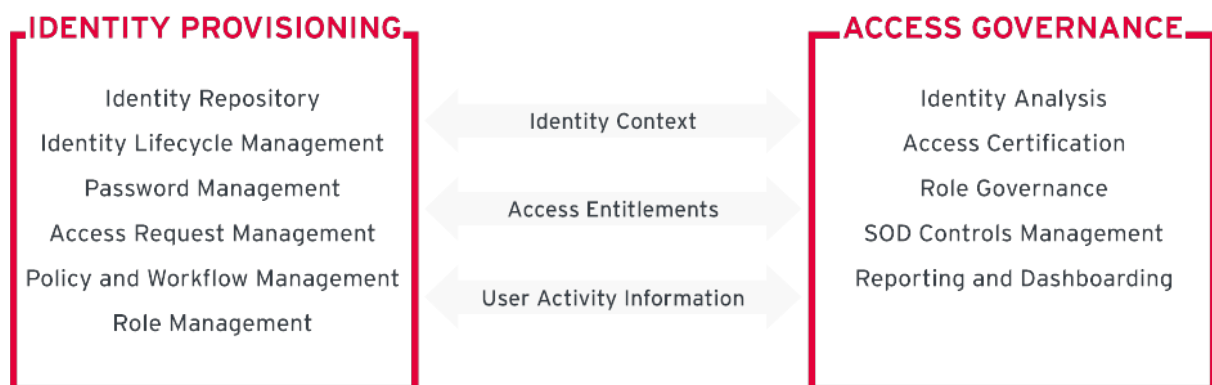 IDENTITY PROVISIONING
Identity Repository
Identity Lifecycle Management
Password Management
Access Request Management
Policy and Workflow Management
Role Management
Identity Context
Access Entitlements
User Activity Information
ACCESS GOVERNANCE
Identity Analysis
Access Certification
Role Governance
SOD Controls Management
Reporting and Dashboarding